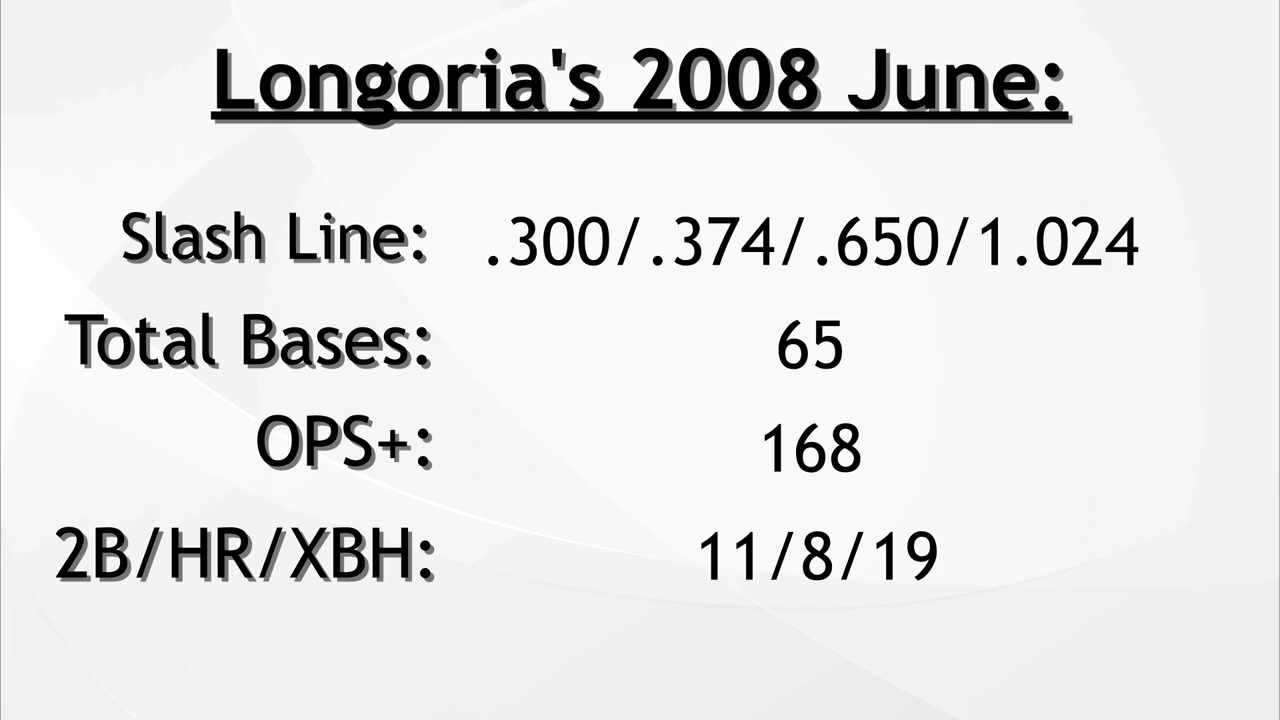 Longoria's 2008 June:
Slash Line: .300/.374/.650/1.024
Total Bases: 65
OPS+: 168
2B/HR/XBH: 11/8/19